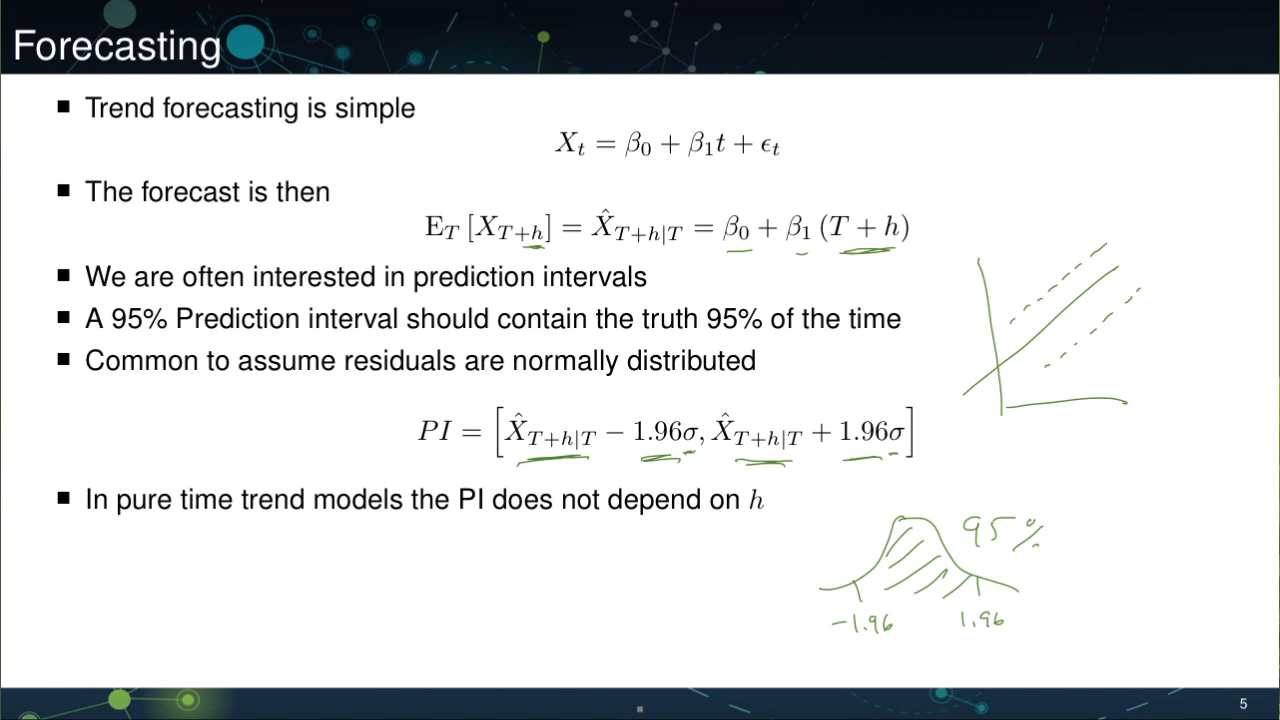 Forecasting
■ Trend forecasting is simple
X_t = β_0 + β_1 t + ϵ_t
■ The forecast is then
E_T [X_{T+h}] = X̂_{T+h|T} = β_0 + β_1 (T + h)
■ We are often interested in prediction intervals
■ A 95% Prediction interval should contain the truth 95% of the time
■ Common to assume residuals are normally distributed
PI = [X̂_{T+h|T} − 1.96σ, X̂_{T+h|T} + 1.96σ]
■ In pure time trend models the PI does not depend on h
95%
-1.96 1.96
5